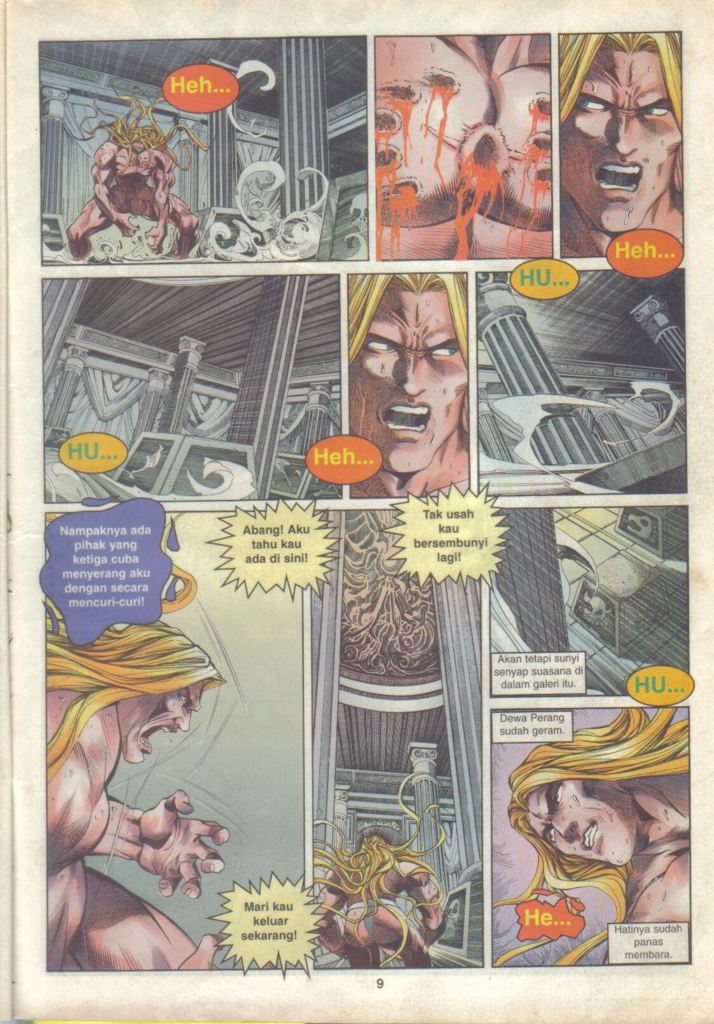 Heh...
Heh...
HU...
HU...
Heh...
Nampaknya ada
pihak yang
ketiga cuba
menyerang aku
dengan secara
mencuri-curi!
Abang! Aku
tahu kau
ada di sini!
Tak usah
kau
bersembunyi
lagi!
Mari kau
keluar
sekarang!
Akan tetapi sunyi
senyap suasana di
dalam galeri itu.
HU...
Dewa Perang
sudah geram.
He...
Hatinya sudah
panas
membara.
9